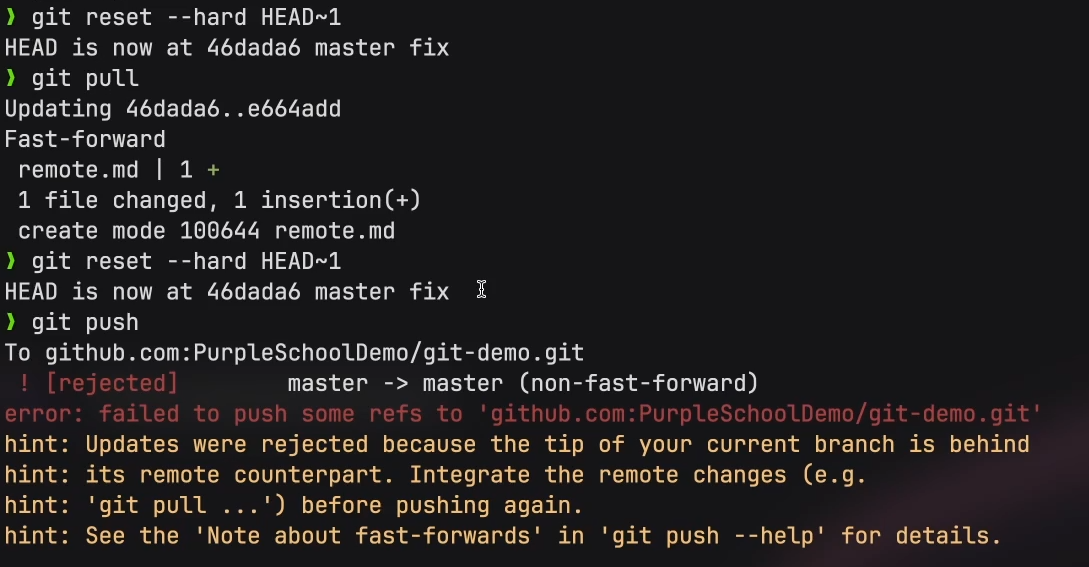 ❯ git reset --hard HEAD~1
HEAD is now at 46dada6 master fix
❯ git pull
Updating 46dada6..e664add
Fast-forward
 remote.md | 1 +
 1 file changed, 1 insertion(+)
 create mode 100644 remote.md
❯ git reset --hard HEAD~1
HEAD is now at 46dada6 master fix
❯ git push
To github.com:PurpleSchoolDemo/git-demo.git
 ! [rejected]        master -> master (non-fast-forward)
error: failed to push some refs to 'github.com:PurpleSchoolDemo/git-demo.git'
hint: Updates were rejected because the tip of your current branch is behind
hint: its remote counterpart. Integrate the remote changes (e.g.
hint: 'git pull ...') before pushing again.
hint: See the 'Note about fast-forwards' in 'git push --help' for details.